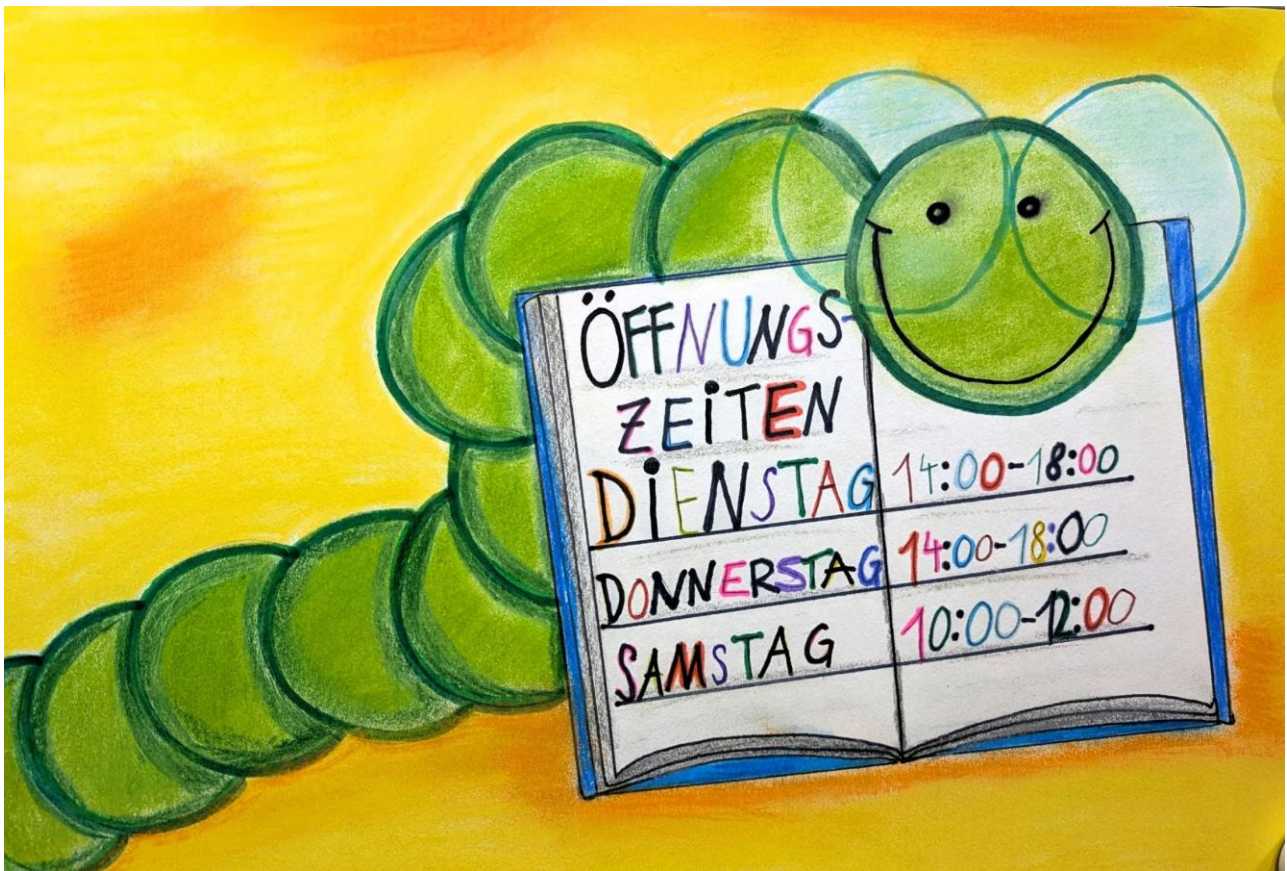 ÖFFNUNGS-
ZEITEN
DIENSTAG 14:00-18:00
DONNERSTAG 14:00-18:00
SAMSTAG 10:00-12:00